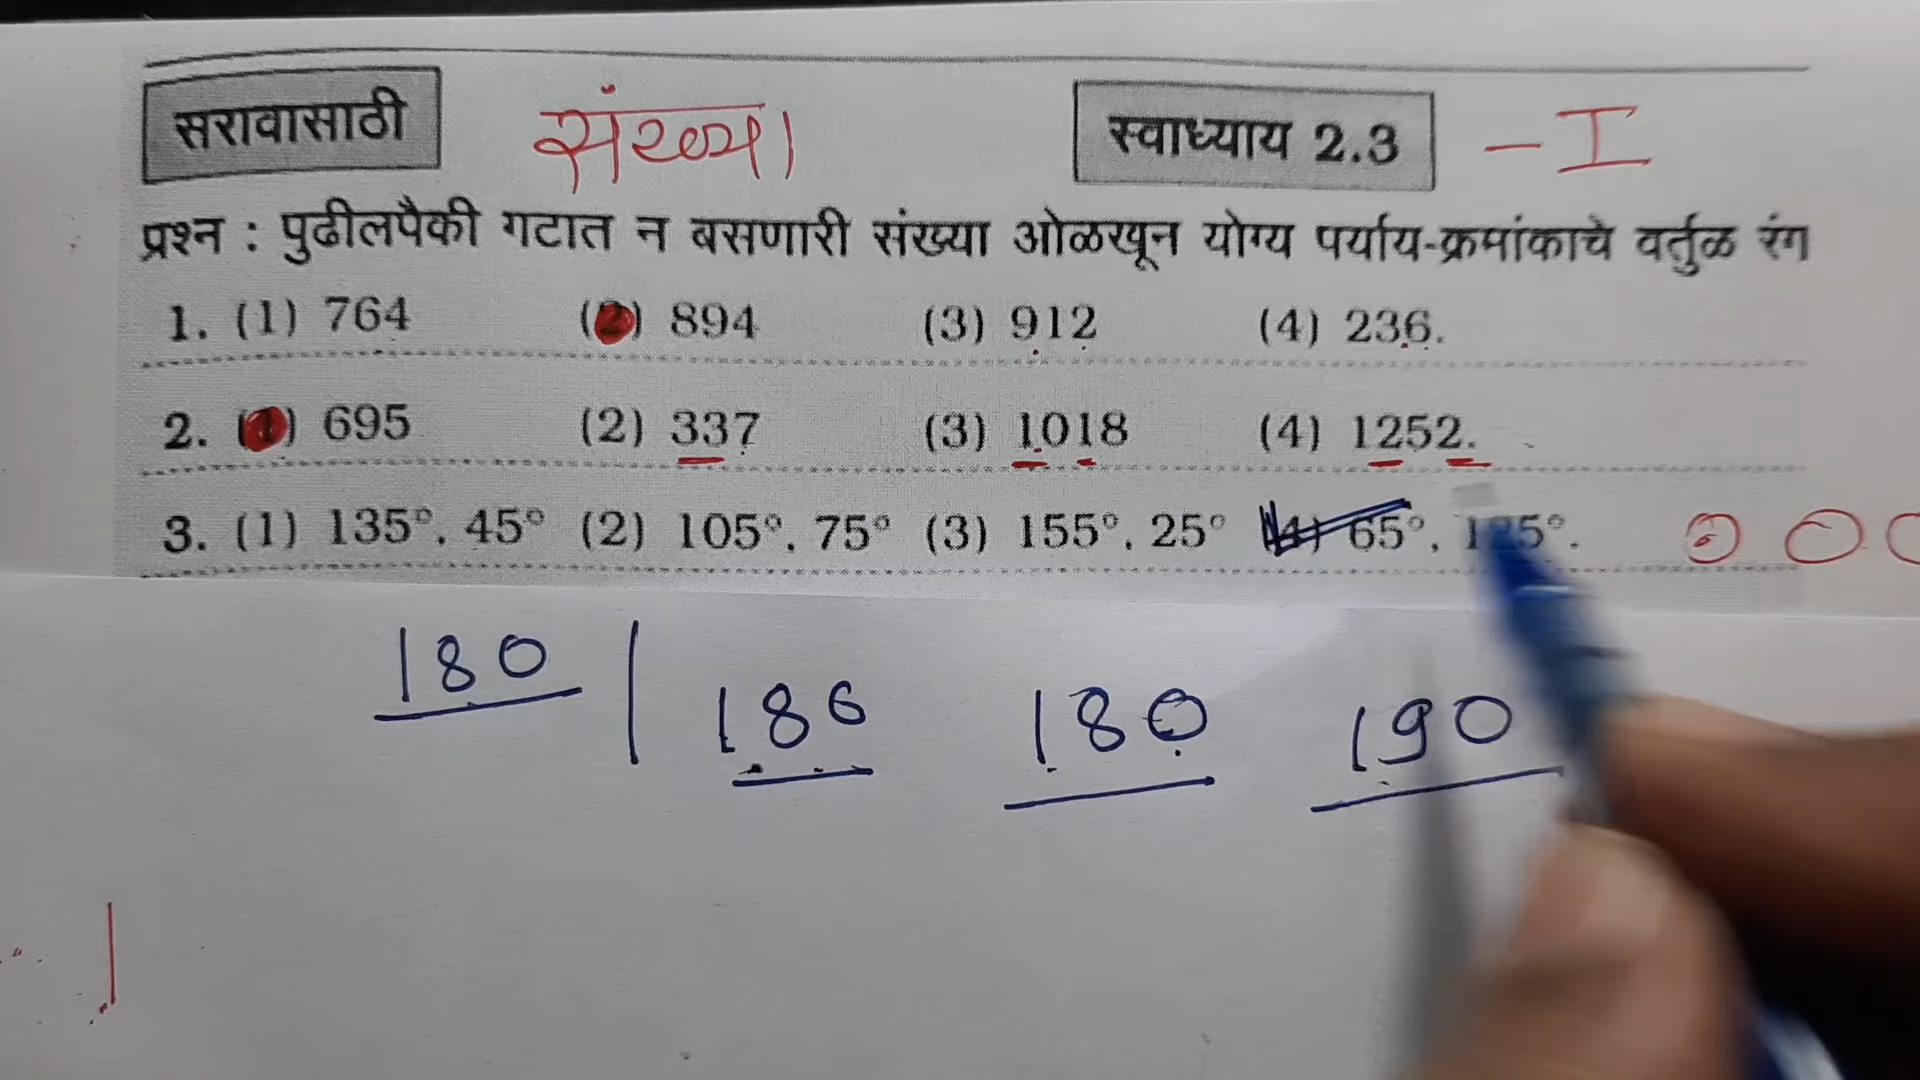 सरावासाठी संख्या स्वाध्याय 2.3 - I
प्रश्न : पुढीलपैकी गटात न बसणारी संख्या ओळखून योग्य पर्याय-क्रमांकाचे वर्तुळ रंग
1. (1) 764 (2) 894 (3) 912 (4) 236.
2. (1) 695 (2) 337 (3) 1018 (4) 1252.
3. (1) 135°, 45° (2) 105°, 75° (3) 155°, 25° (4) 65°,
180 186 180 190